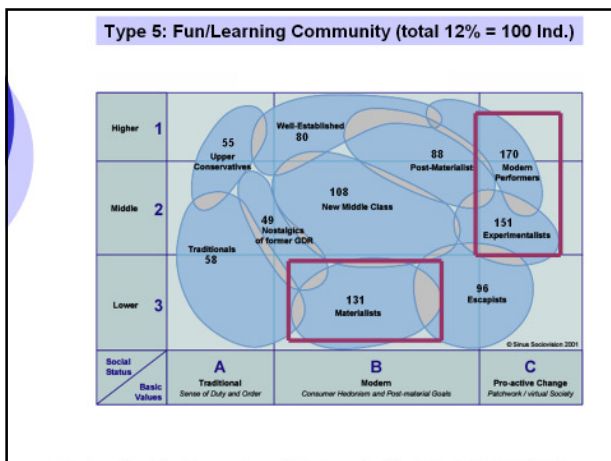 Type 5: Fun/Learning Community (total 12% = 100 Ind.)
Higher 1
Middle 2
Lower 3
55
Upper
Conservatives
Well-Established
80
88
Post-Materialist
170
Modern
Performers
108
New Middle Class
49
Nostalgics
of former GDR
151
Experimentalists
Traditionals
58
131
Materialists
96
Escapists
© Sinus Sociovision 2001
Social
Status
Basic
Values
A
Traditional
Sense of Duty and Order
B
Modern
Consumer Hedonism and Post-material Goals
C
Pro-active Change
Patchwork / virtual Society